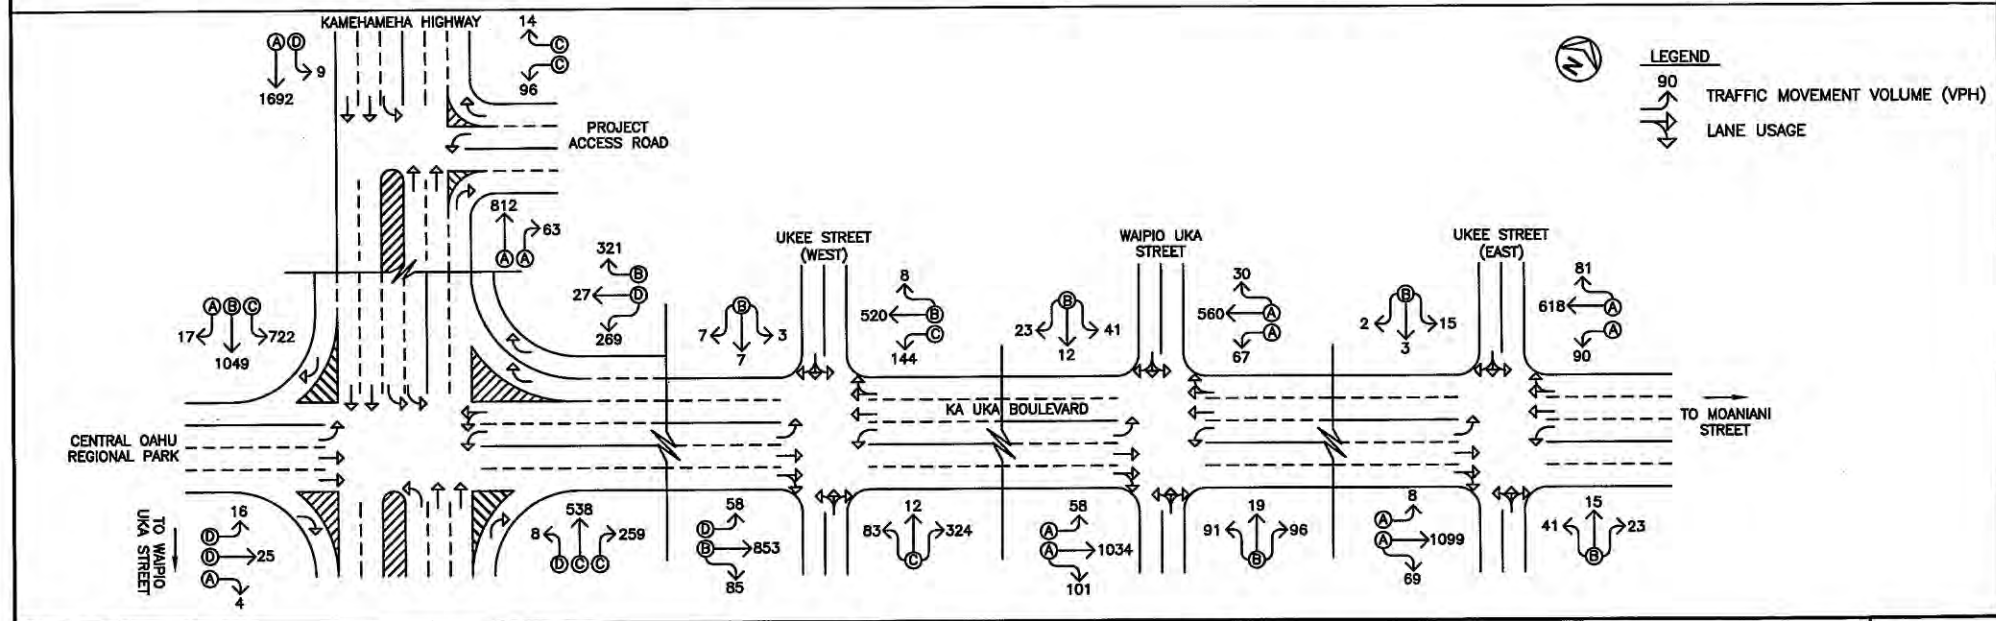 KAMEHAMEHA HIGHWAY
A D
9
1692
14
C
C
96
PROJECT
ACCESS ROAD
812
63
A A
N
LEGEND
90
TRAFFIC MOVEMENT VOLUME (VPH)
LANE USAGE
A B C
17
722
1049
321
B
27
D
269
B
7
3
7
UKEE STREET
(WEST)
8
520
B
C
144
B
23
41
12
WAIPIO UKA
STREET
30
560
A
A
67
B
2
15
3
UKEE STREET
(EAST)
81
618
A
A
90
KA UKA BOULEVARD
TO MOANIANI
STREET
CENTRAL OAHU
REGIONAL PARK
TO WAIPIO
UKA STREET
16
D
D
25
A
4
538
8
259
D C C
58
D
B
853
85
12
83
324
C
58
A
A
1034
101
19
91
96
B
8
A
A
1099
69
15
41
23
B